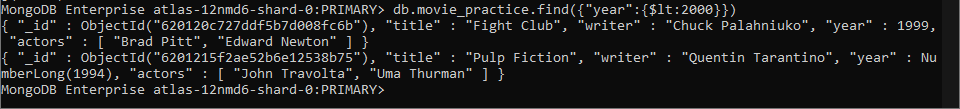 MongoDB Enterprise atlas-12nmd6-shard-0:PRIMARY> db.movie_practice.find({"year":{$lt:2000}})
{ "_id" : ObjectId("620120c727ddf5b7d008fc6b"), "title" : "Fight Club", "writer" : "Chuck Palahniuko", "year" : 1999,
"actors" : [ "Brad Pitt", "Edward Newton" ] }
{ "_id" : ObjectId("6201215f2ae52b6e12538b75"), "title" : "Pulp Fiction", "writer" : "Quentin Tarantino", "year" : Nu
mberLong(1994), "actors" : [ "John Travolta", "Uma Thurman" ] }
MongoDB Enterprise atlas-12nmd6-shard-0:PRIMARY>